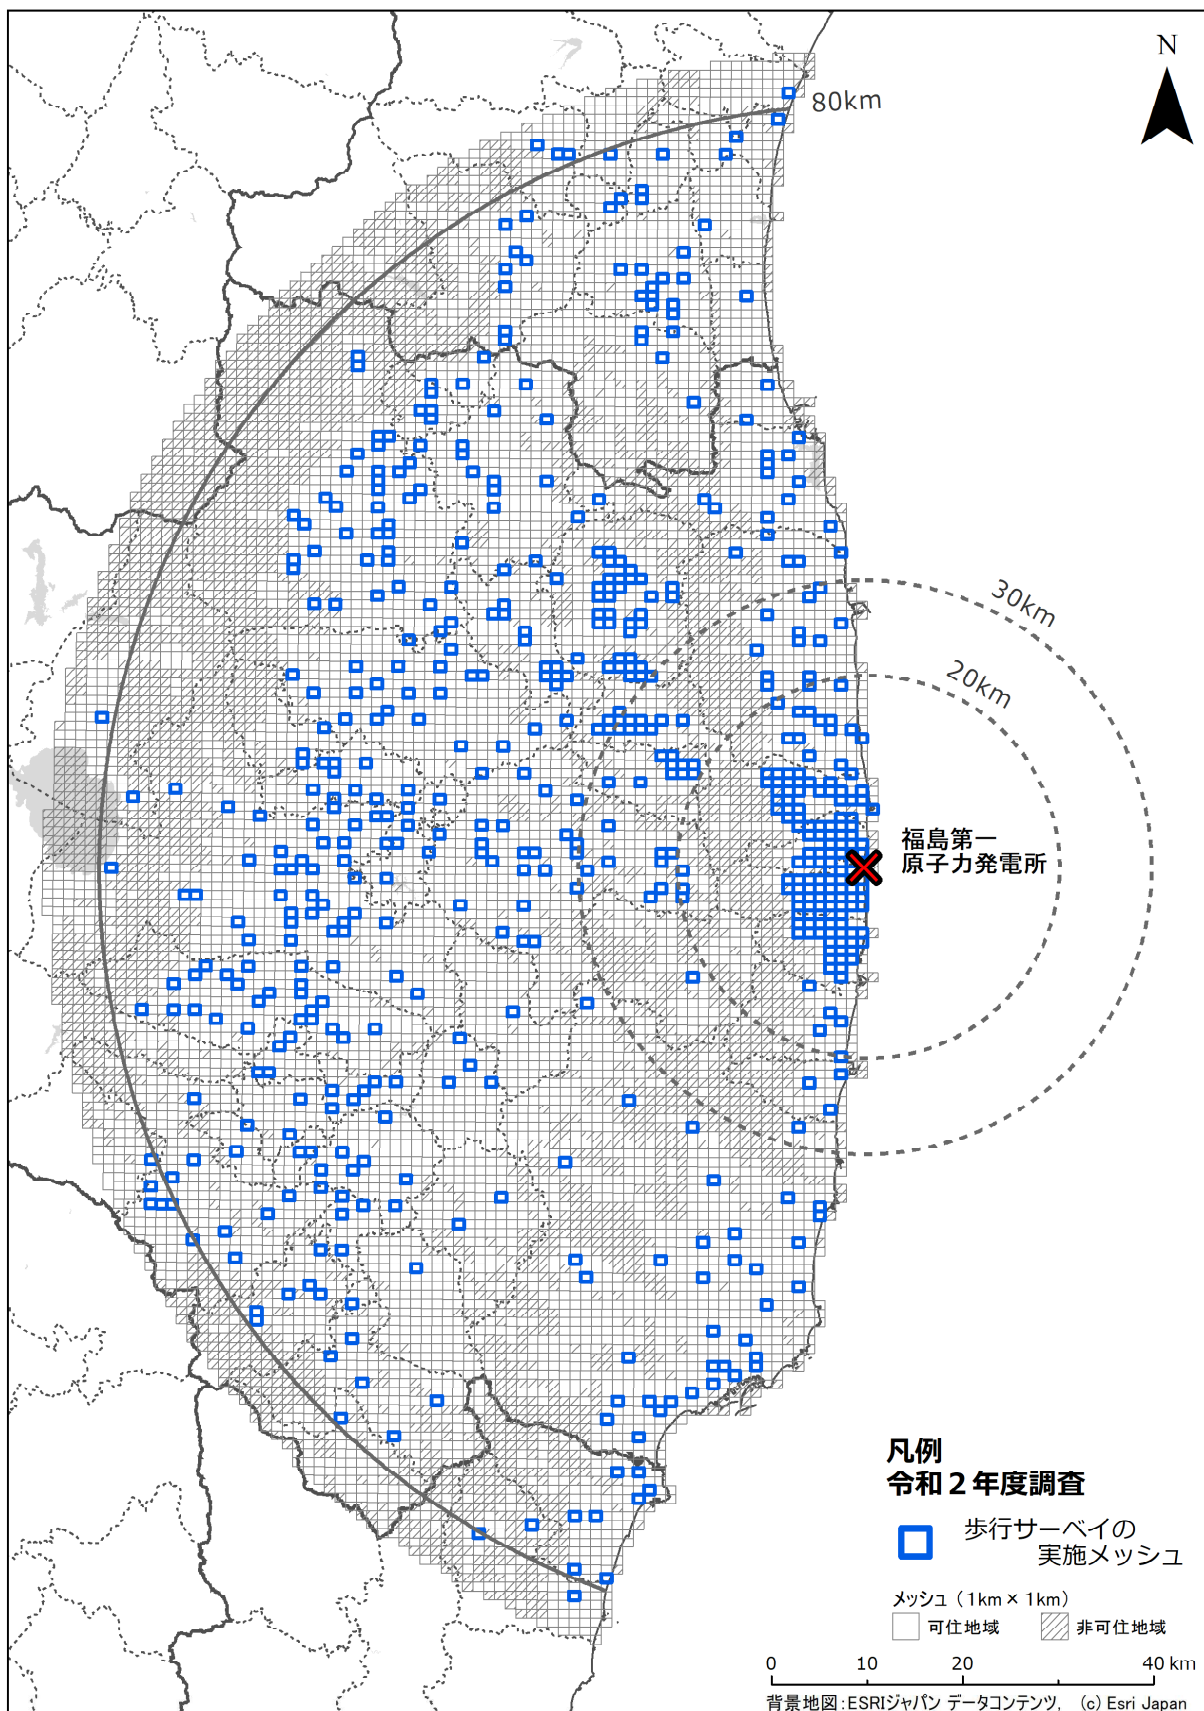 N
80km
30km
20km
福島第一
原子力発電所
凡例
令和２年度調査
歩行サーベイの
実施メッシュ
メッシュ（1km × 1km）
可住地域 非可住地域
0 10 20 40 km
背景地図：ESRIジャパン データコンテンツ, (c) Esri Japan